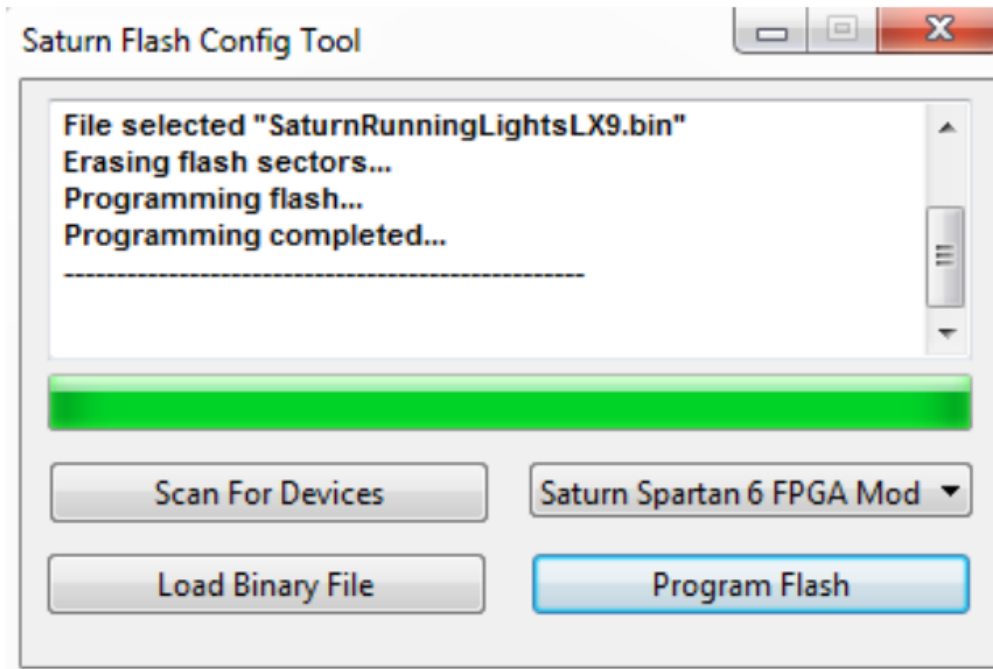 Saturn Flash Config Tool
File selected "SaturnRunningLightsLX9.bin"
Erasing flash sectors...
Programming flash...
Programming completed...
--------------------------------------------------
Scan For Devices
Saturn Spartan 6 FPGA Mod
Load Binary File
Program Flash